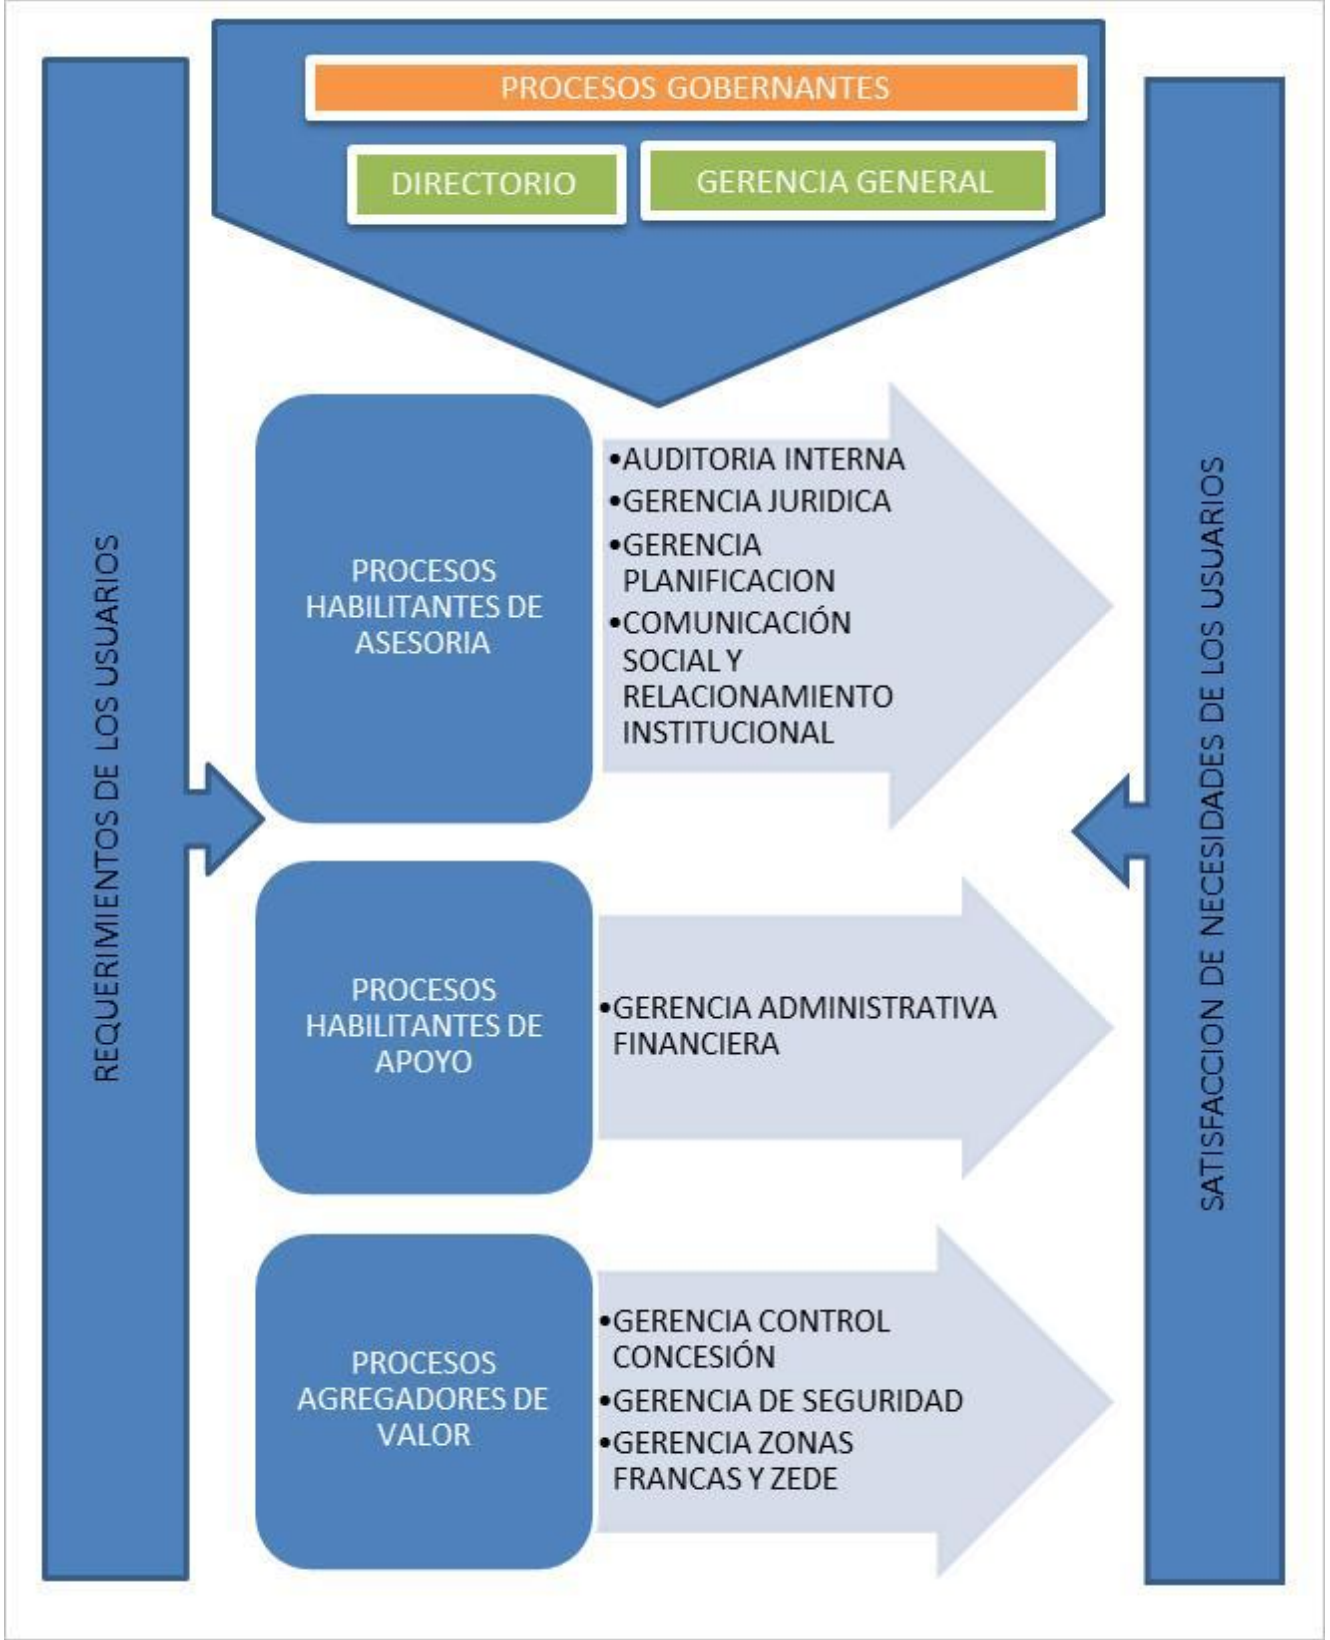 PROCESOS GOBERNANTES
DIRECTORIO
GERENCIA GENERAL
REQUERIMIENTOS DE LOS USUARIOS
PROCESOS
HABILITANTES DE
ASESORIA
•AUDITORIA INTERNA
•GERENCIA JURIDICA
•GERENCIA
PLANIFICACION
•COMUNICACIÓN
SOCIAL Y
RELACIONAMIENTO
INSTITUCIONAL
PROCESOS
HABILITANTES DE
APOYO
•GERENCIA ADMINISTRATIVA
FINANCIERA
PROCESOS
AGREGADORES DE
VALOR
•GERENCIA CONTROL
CONCESIÓN
•GERENCIA DE SEGURIDAD
•GERENCIA ZONAS
FRANCAS Y ZEDE
SATISFACCION DE NECESIDADES DE LOS USUARIOS